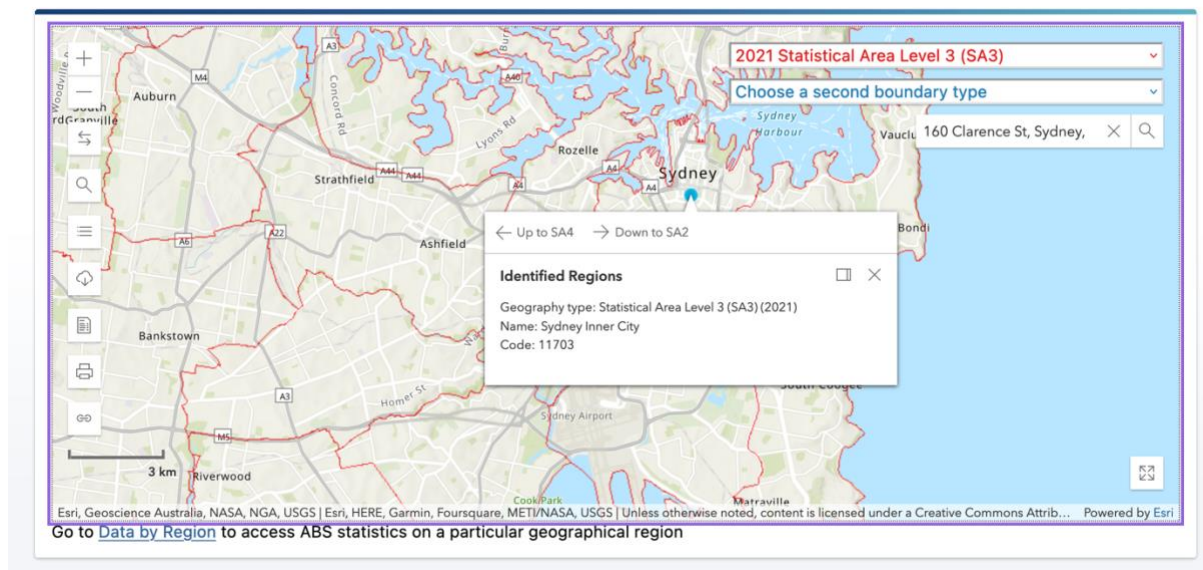 2021 Statistical Area Level 3 (SA3)
Choose a second boundary type
160 Clarence St, Sydney,
A3
M4
A40
Concord Rd
Lyons Rd
Auburn
South
Sydney
Harbour
Rozelle
Strathfield
A44
A44
A4
A4
A4
Sydney
A6
A22
Ashfield
Bondi
← Up to SA4 → Down to SA2
Identified Regions
Geography type: Statistical Area Level 3 (SA3) (2021)
Name: Sydney Inner City
Code: 11703
Bankstown
A3
Homer St
South Coogee
Sydney Airport
M5
3 km
Riverwood
Cook Park
Matraville
Esri, Geoscience Australia, NASA, NGA, USGS | Esri, HERE, Garmin, Foursquare, METI/NASA, USGS | Unless otherwise noted, content is licensed under a Creative Commons Attrib... Powered by Esri
Go to Data by Region to access ABS statistics on a particular geographical region